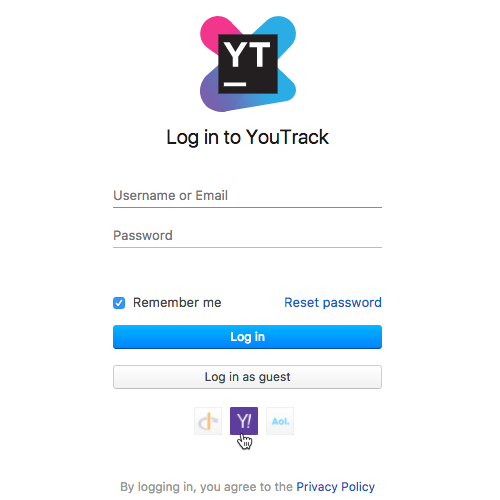 YT
Log in to YouTrack
Username or Email
Password
Remember me Reset password
Log in
Log in as guest
Y! Aol.
By logging in, you agree to the Privacy Policy